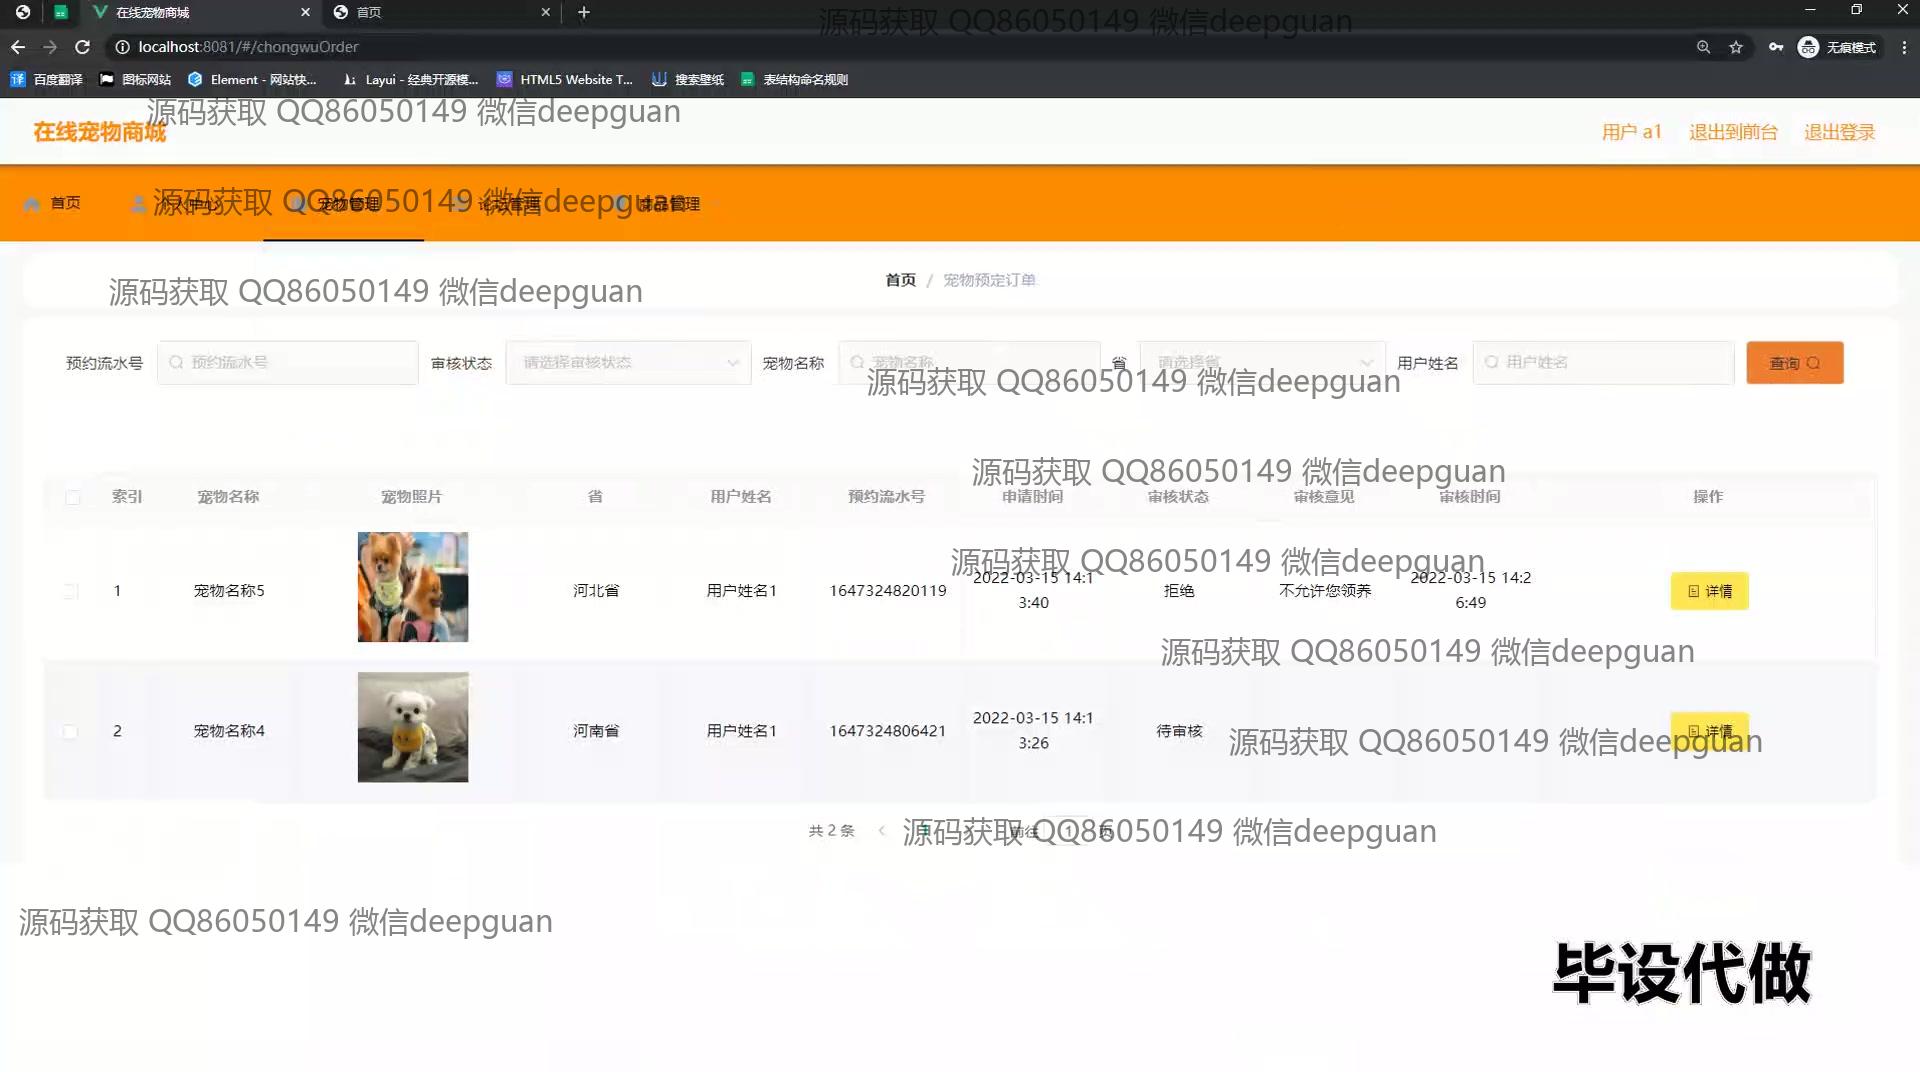 在线宠物商城
首页
源码获取 QQ86050149 微信deepguan
localhost:8081/#/chongwuOrder
无痕模式
百度翻译 图标网站 Element - 网站快... Layui - 经典开源模... HTML5 Website T... 搜索壁纸 表结构命名规则
源码获取 QQ86050149 微信deepguan
在线宠物商城
用户 a1 退出到前台 退出登录
首页 个人中心 宠物管理 论坛管理 商品管理
源码获取 QQ86050149 微信deepguan
首页 / 宠物预定订单
源码获取 QQ86050149 微信deepguan
预约流水号 预约流水号 审核状态 请选择审核状态 宠物名称 宠物名称 省 请选择省 用户姓名 用户姓名 查询
源码获取 QQ86050149 微信deepguan
源码获取 QQ86050149 微信deepguan
索引 宠物名称 宠物照片 省 用户姓名 预约流水号 申请时间 审核状态 审核意见 审核时间 操作
源码获取 QQ86050149 微信deepguan
1 宠物名称5 河北省 用户姓名1 1647324820119 2022-03-15 14:1 拒绝 不允许您领养 2022-03-15 14:2 详情
3:40 6:49
源码获取 QQ86050149 微信deepguan
2 宠物名称4 河南省 用户姓名1 1647324806421 2022-03-15 14:1 待审核 详情
3:26
源码获取 QQ86050149 微信deepguan
共 2 条 1 前往 1 页
源码获取 QQ86050149 微信deepguan
源码获取 QQ86050149 微信deepguan
毕设代做